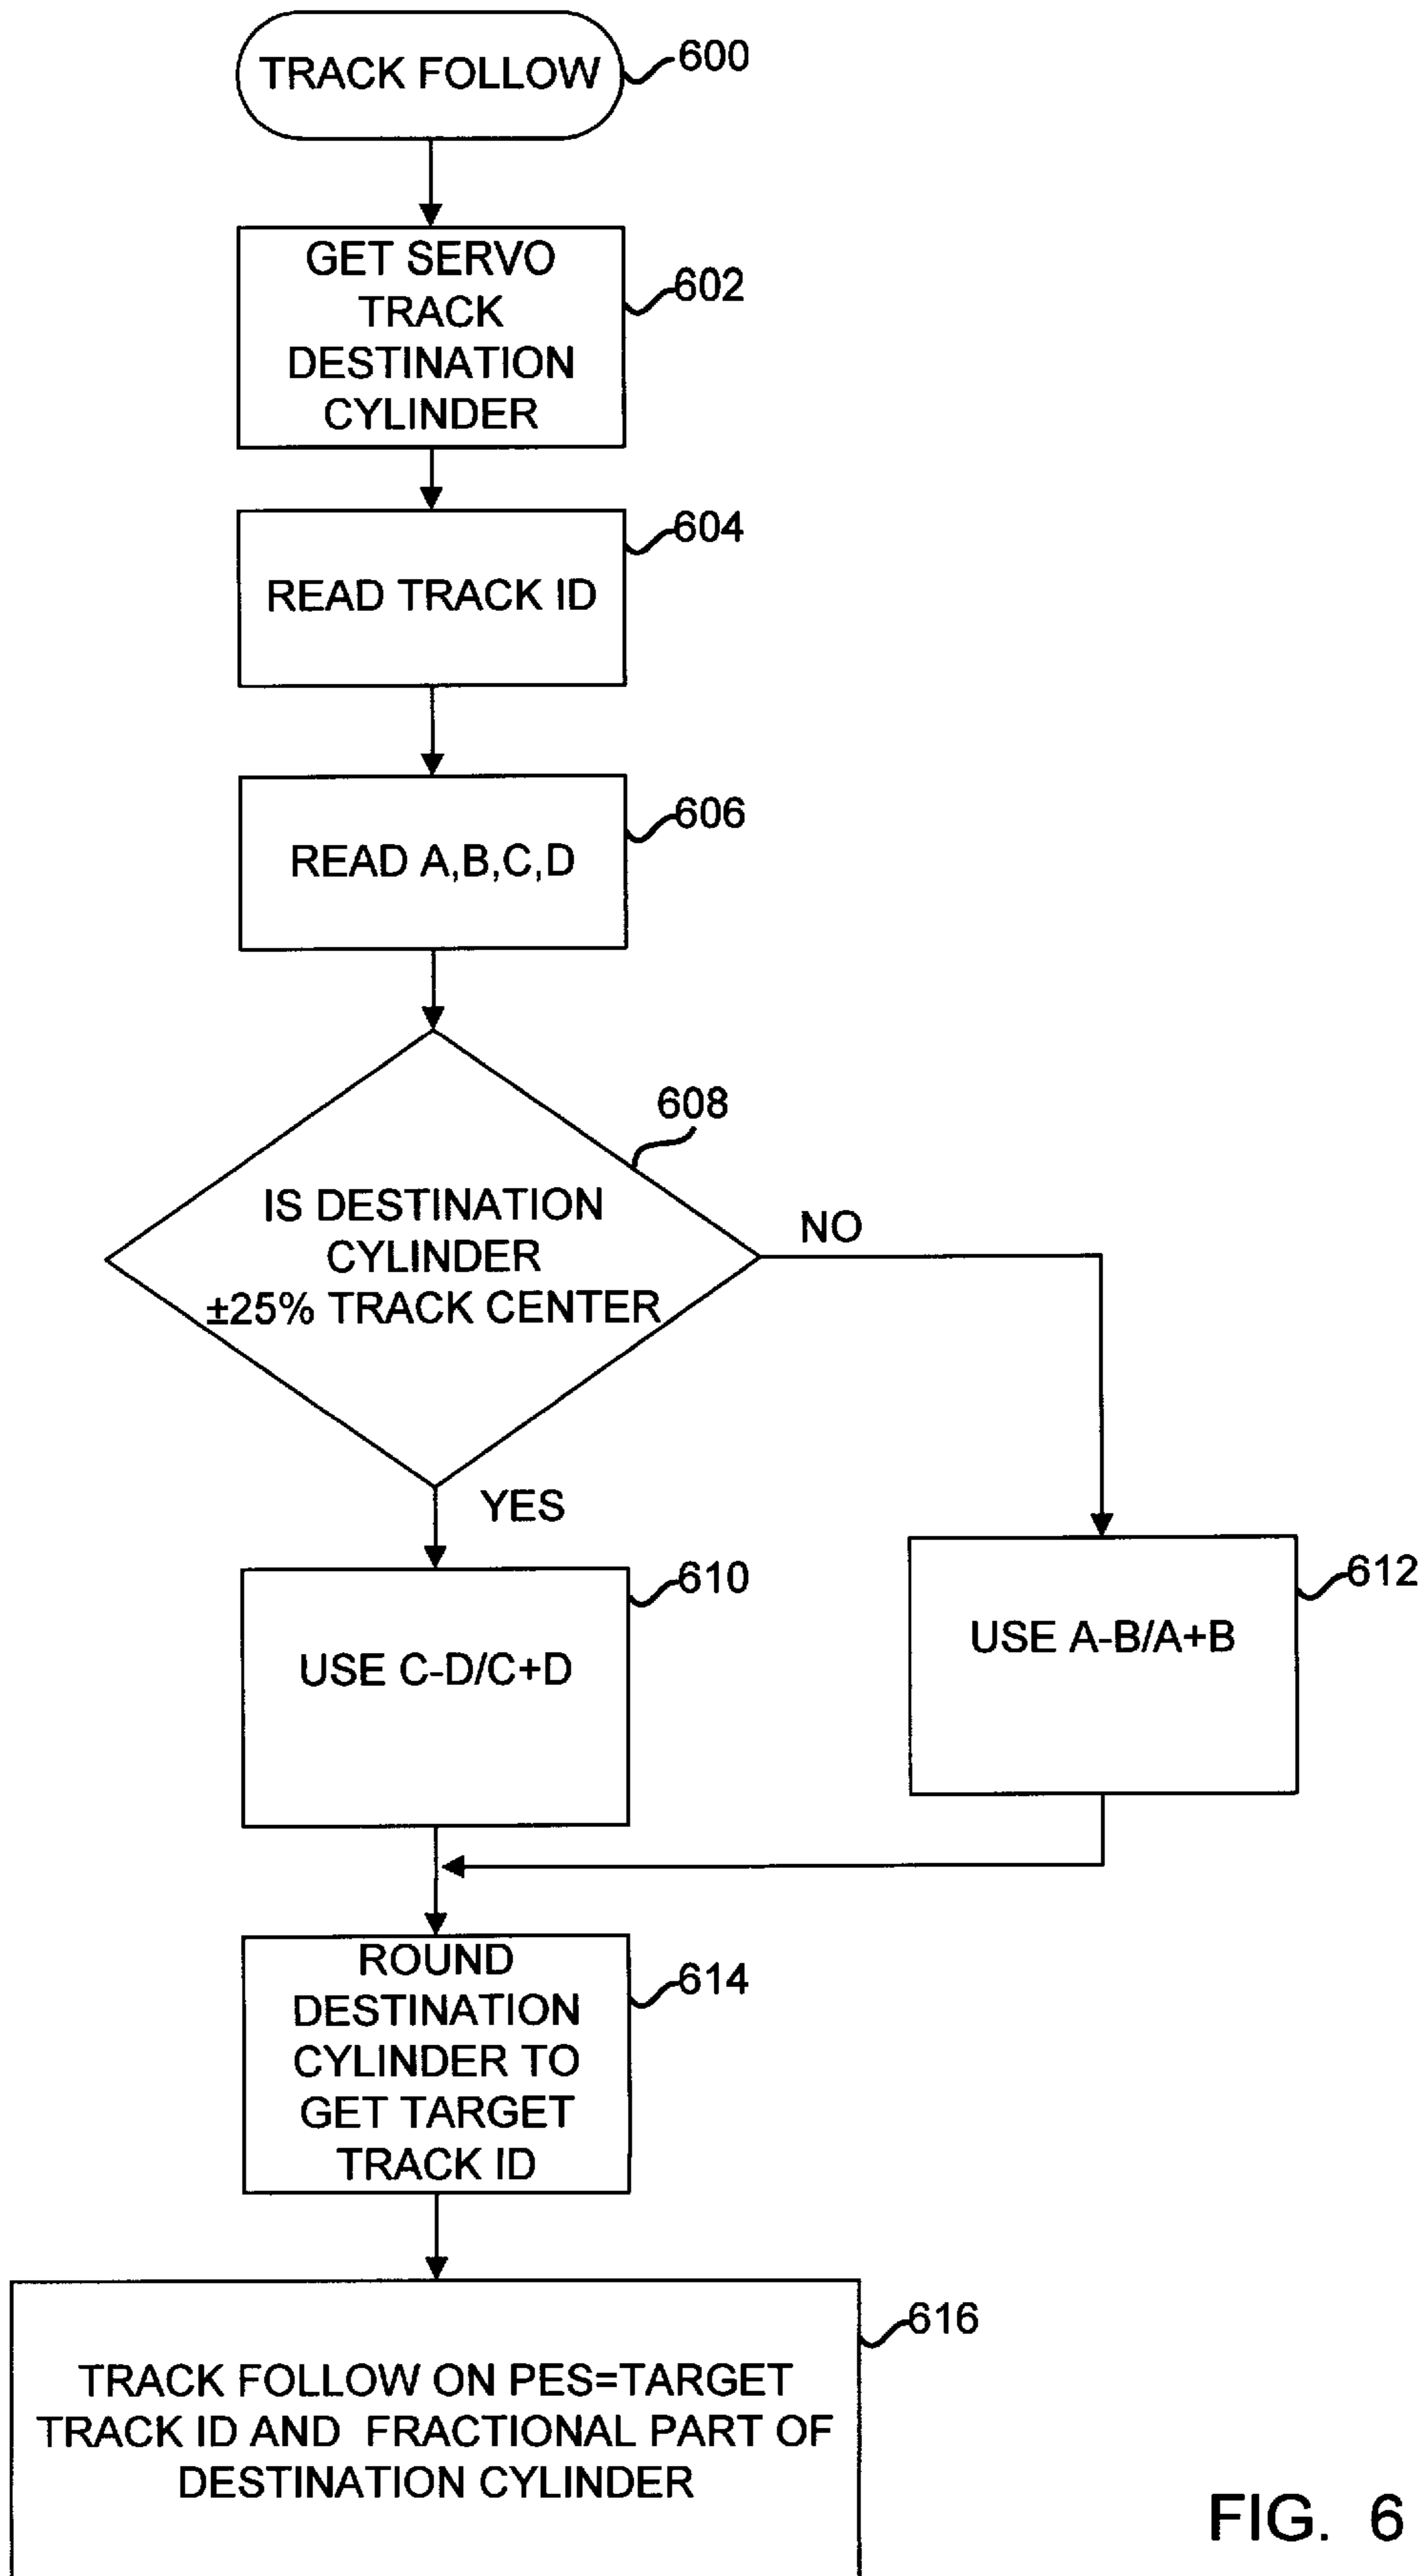 TRACK FOLLOW
600
GET SERVO
TRACK
DESTINATION
CYLINDER
602
READ TRACK ID
604
READ A,B,C,D
606
608
IS DESTINATION
CYLINDER
±25% TRACK CENTER
NO
YES
USE C-D/C+D
610
USE A-B/A+B
612
ROUND
DESTINATION
CYLINDER TO
GET TARGET
TRACK ID
614
TRACK FOLLOW ON PES=TARGET
TRACK ID AND FRACTIONAL PART OF
DESTINATION CYLINDER
616
FIG. 6